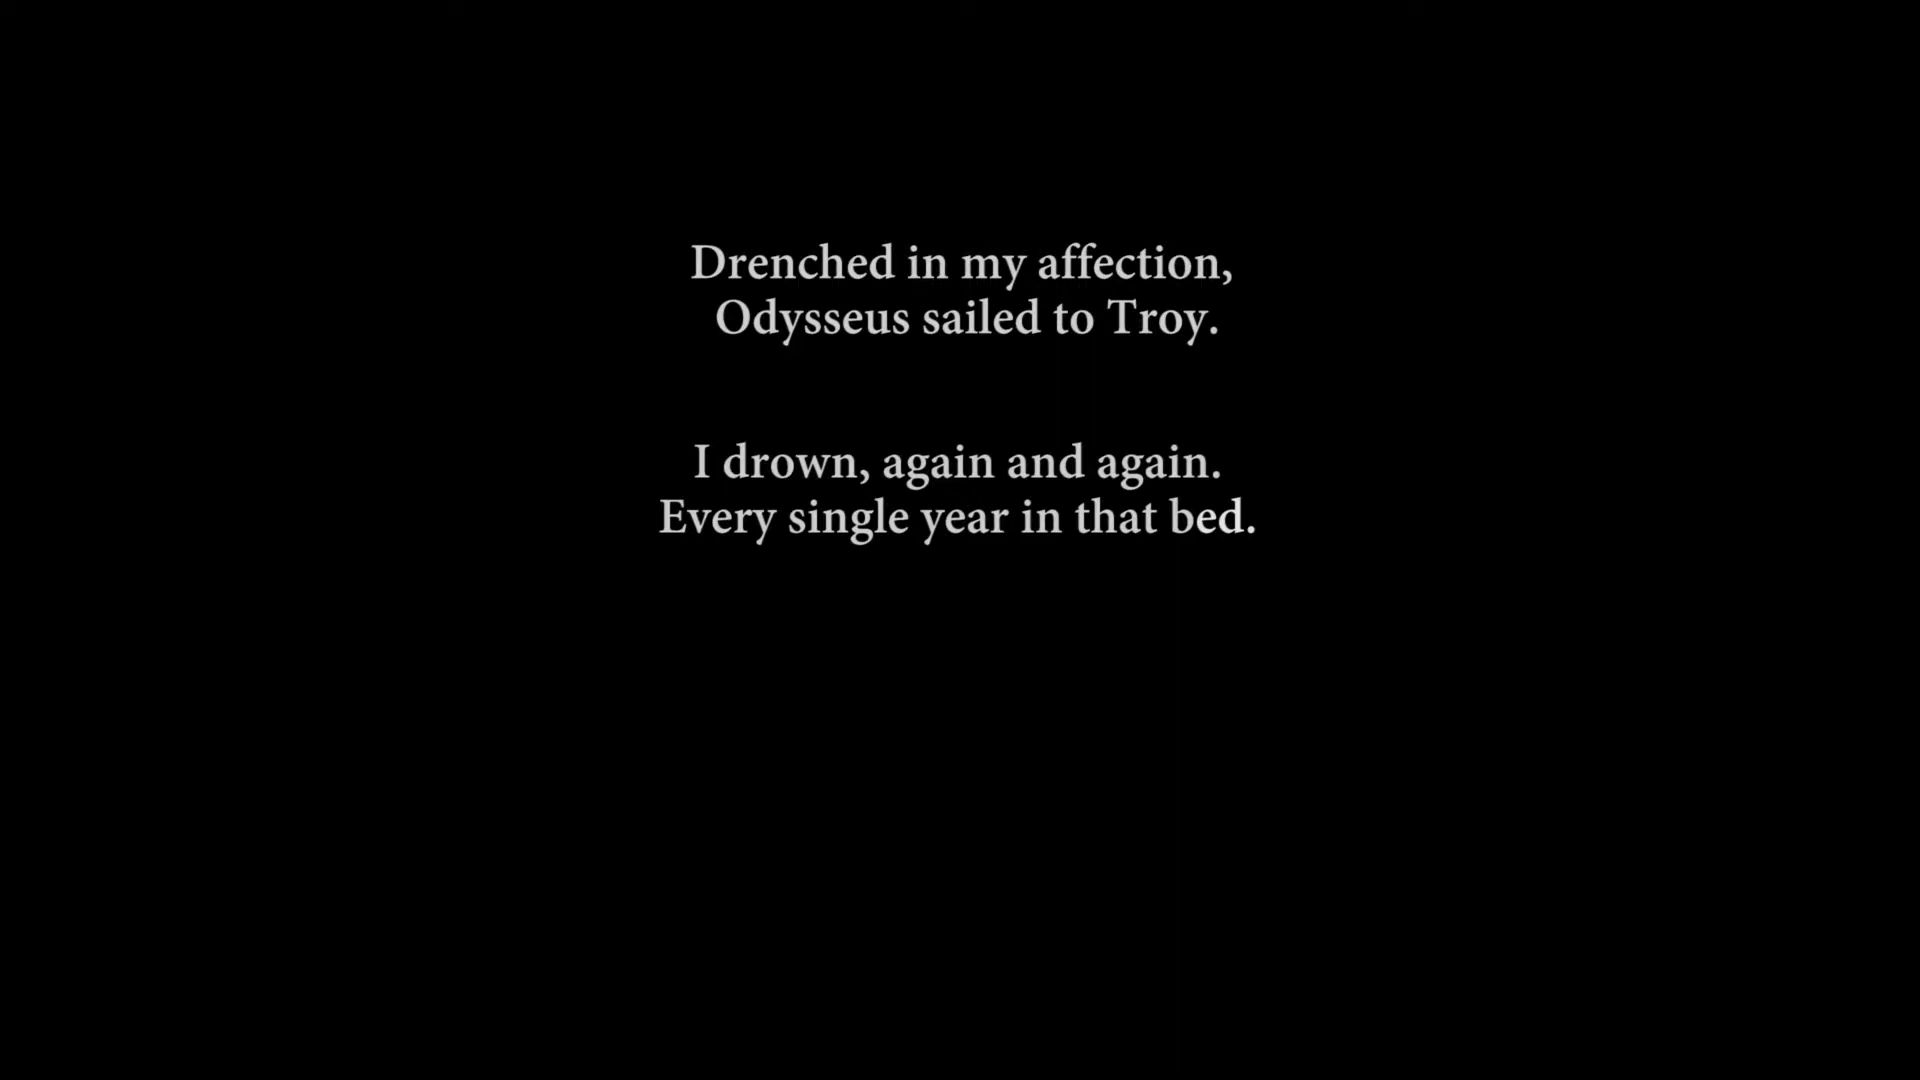 Drenched in my affection,
Odysseus sailed to Troy.
I drown, again and again.
Every single year in that bed.